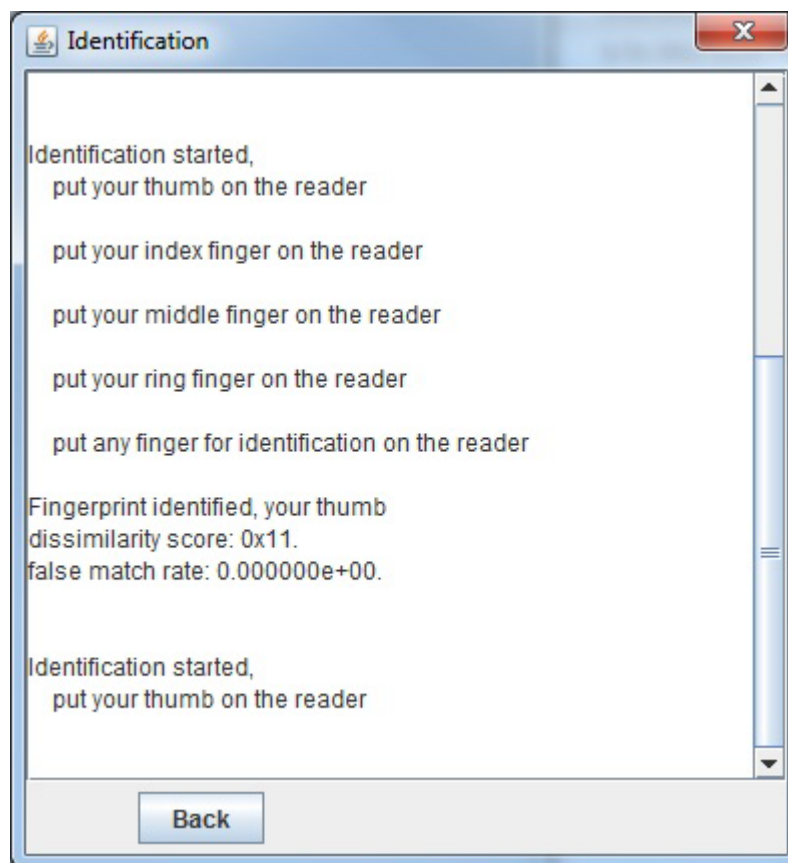 Identification
Identification started,
put your thumb on the reader
put your index finger on the reader
put your middle finger on the reader
put your ring finger on the reader
put any finger for identification on the reader
Fingerprint identified, your thumb
dissimilarity score: 0x11.
false match rate: 0.000000e+00.
Identification started,
put your thumb on the reader
Back